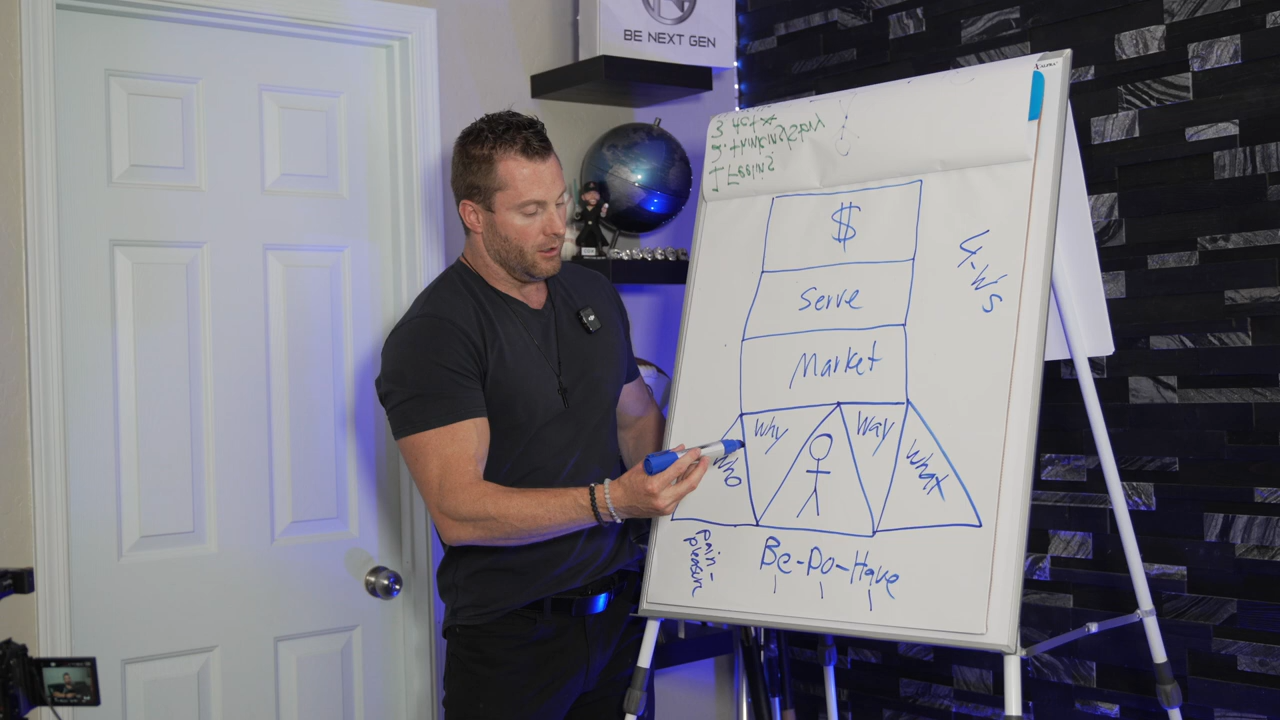 BE NEXT GEN
$
Serve
4-W's
Market
Who
Why
Way
What
pain-
pleasure
Be-Do-Have